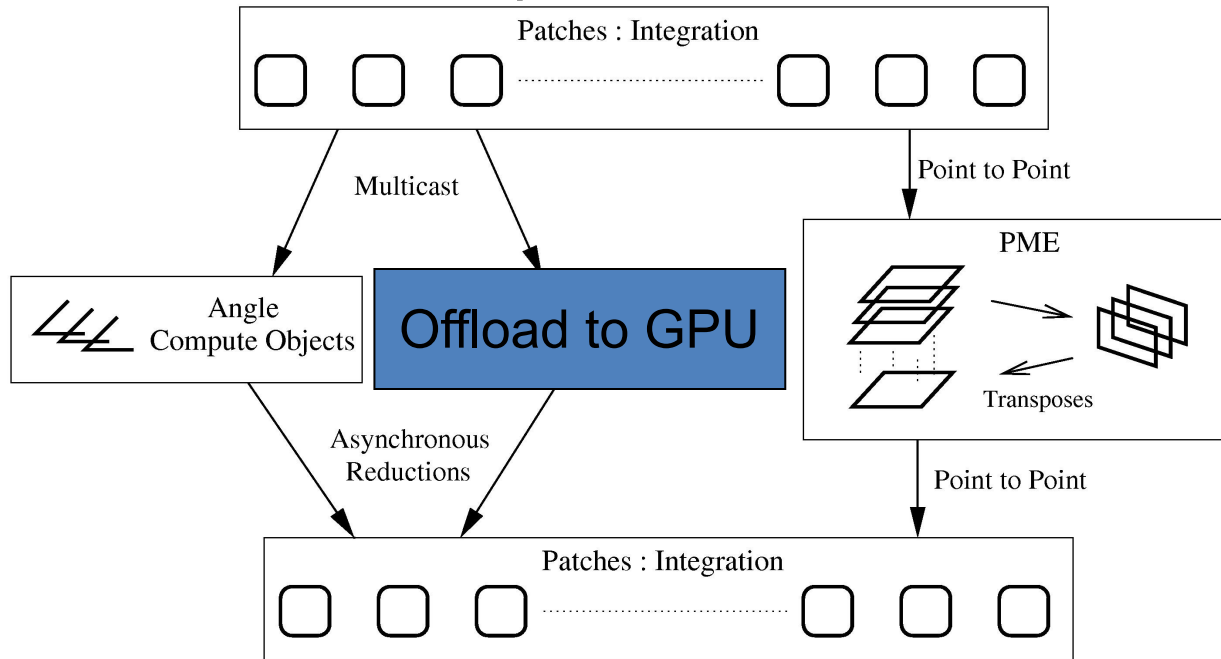 Patches : Integration
Multicast
Point to Point
PME
Angle
Compute Objects
Offload to GPU
Transposes
Asynchronous
Reductions
Point to Point
Patches : Integration